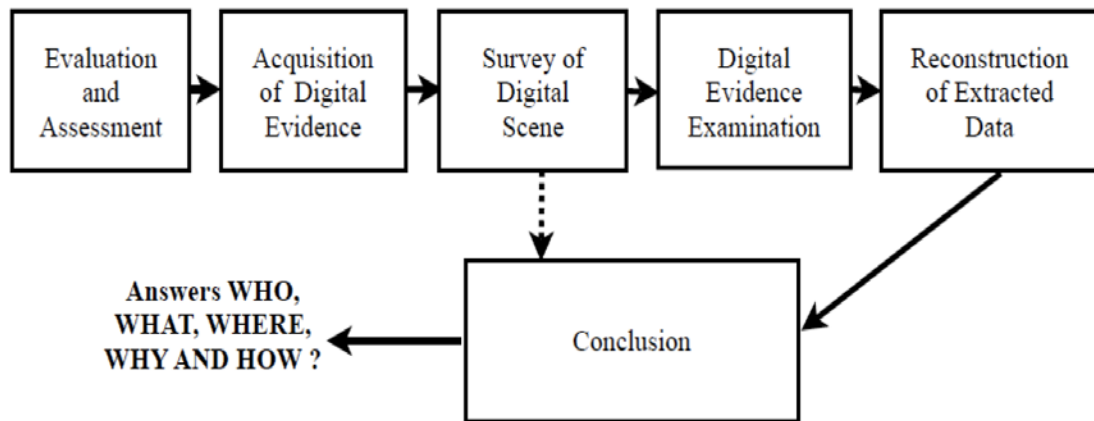 Evaluation
and
Assessment
Acquisition
of Digital
Evidence
Survey of
Digital
Scene
Digital
Evidence
Examination
Reconstruction
of Extracted
Data
Answers WHO,
WHAT, WHERE,
WHY AND HOW ?
Conclusion